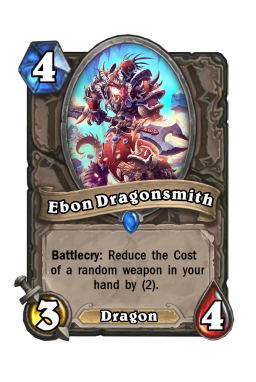 4
Ebon Dragonsmith
Battlecry: Reduce the Cost
of a random weapon in your
hand by (2).
3
Dragon
4